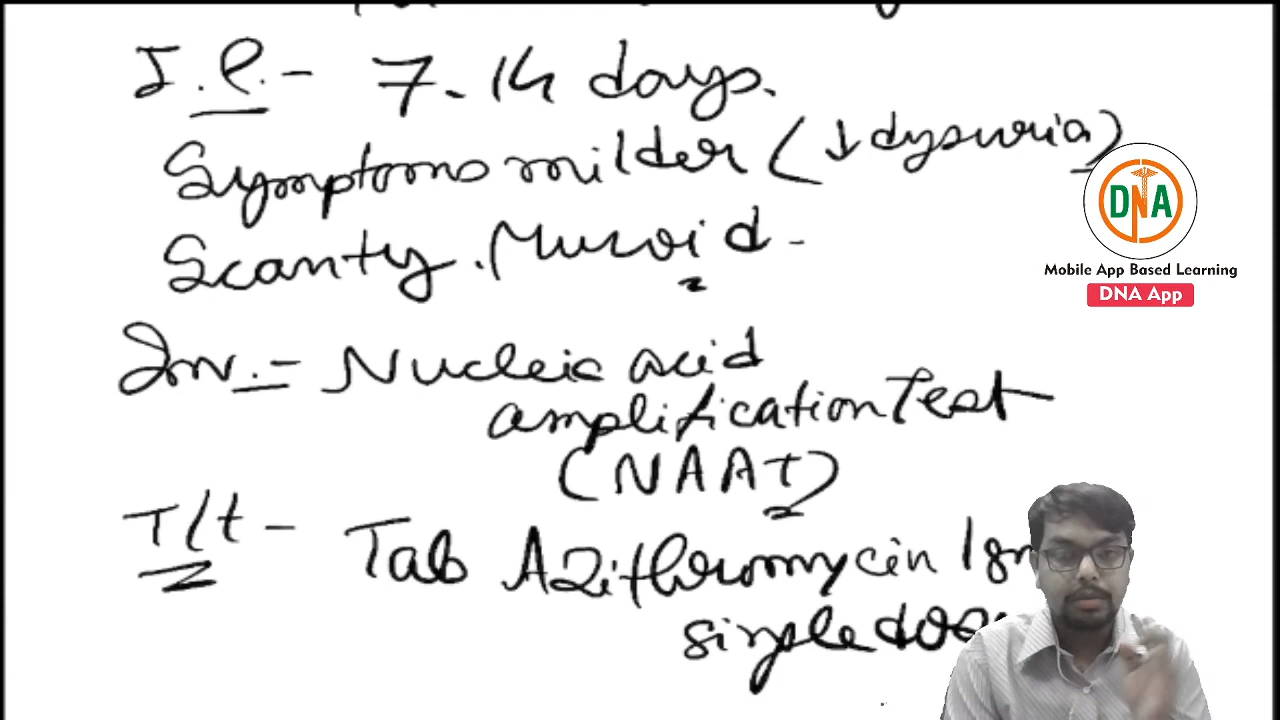 I.P. - 7-14 days.
Symptoms milder (↓ dysuria)
Scanty. Mucoid -
Inv. - Nucleic acid
amplification Test
(NAAT)
T/t - Tab Azithromycin 1gm
single dose
DNA
Mobile App Based Learning
DNA App